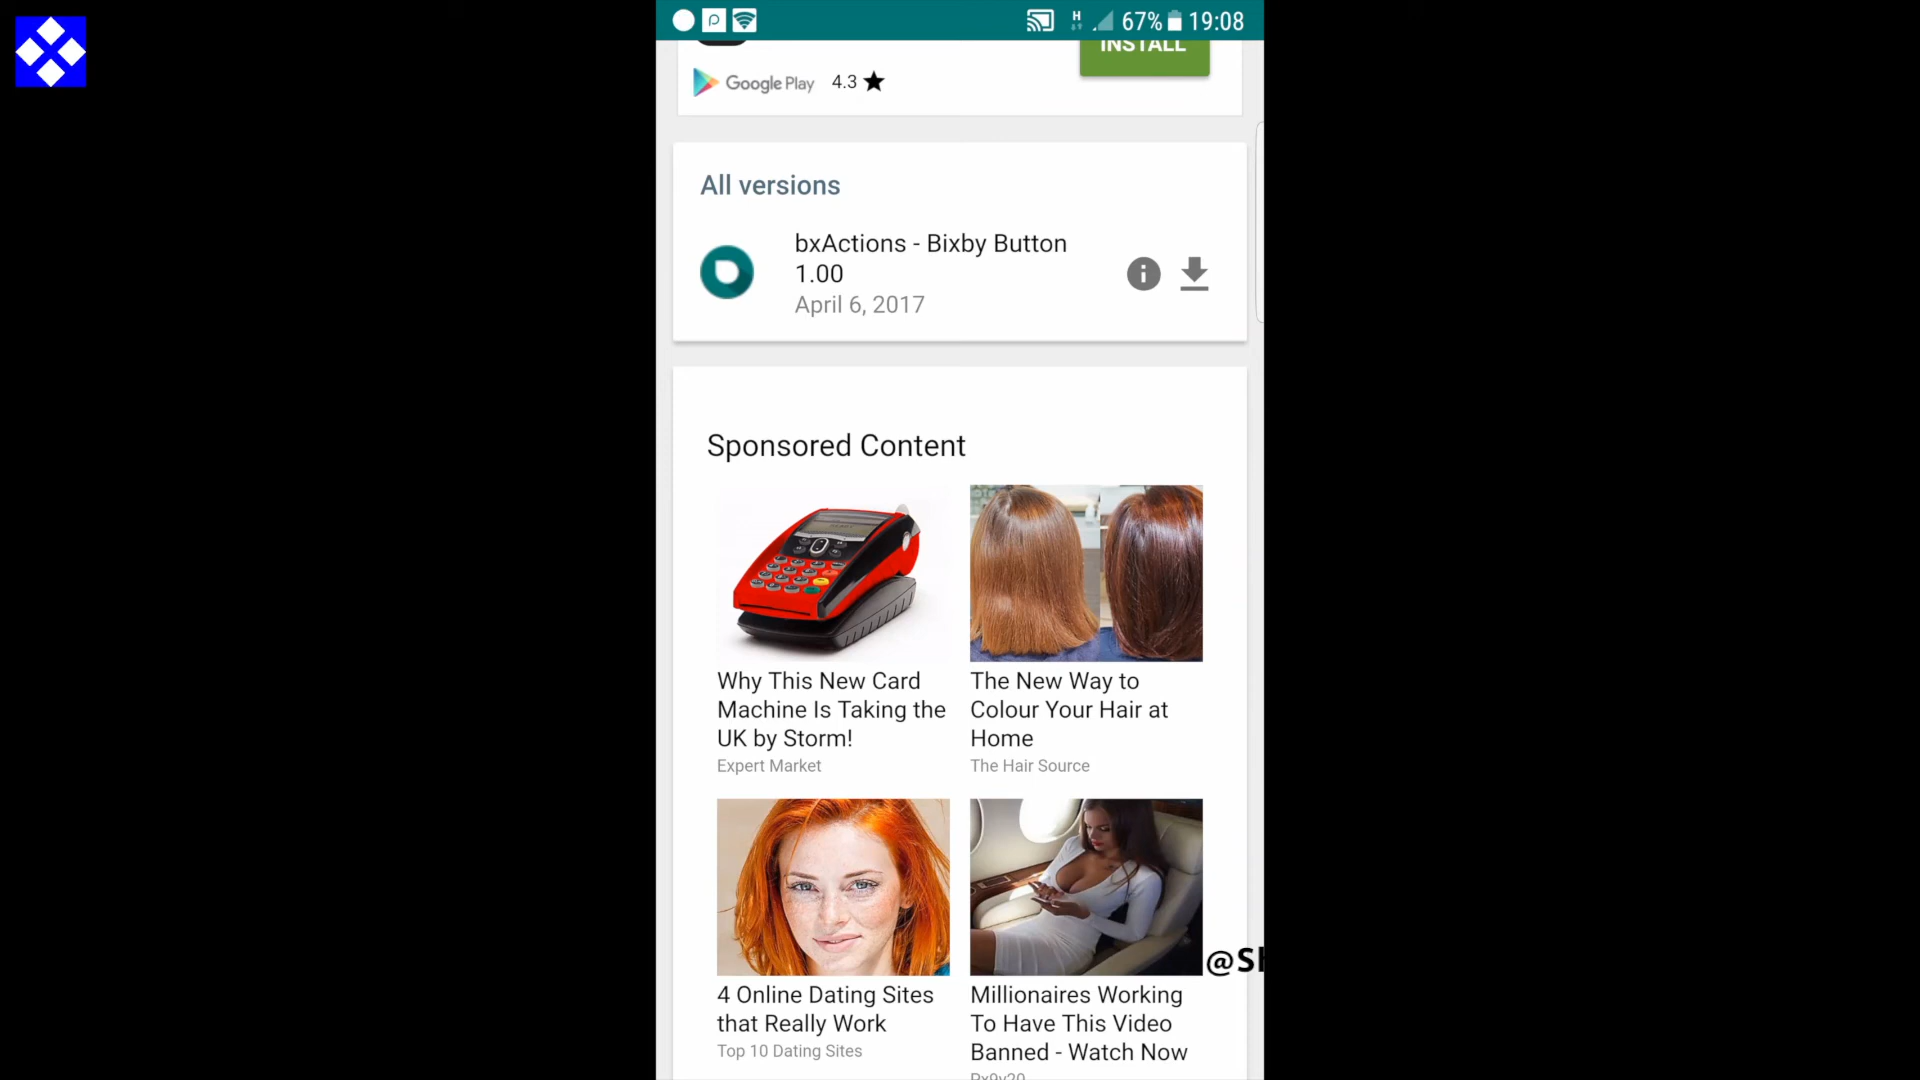 H 67% 19:08
INSTALL
Google Play 4.3
All versions
bxActions - Bixby Button
1.00
April 6, 2017
Sponsored Content
Why This New Card
Machine Is Taking the
UK by Storm!
Expert Market
The New Way to
Colour Your Hair at
Home
The Hair Source
4 Online Dating Sites
that Really Work
Top 10 Dating Sites
Millionaires Working
To Have This Video
Banned - Watch Now